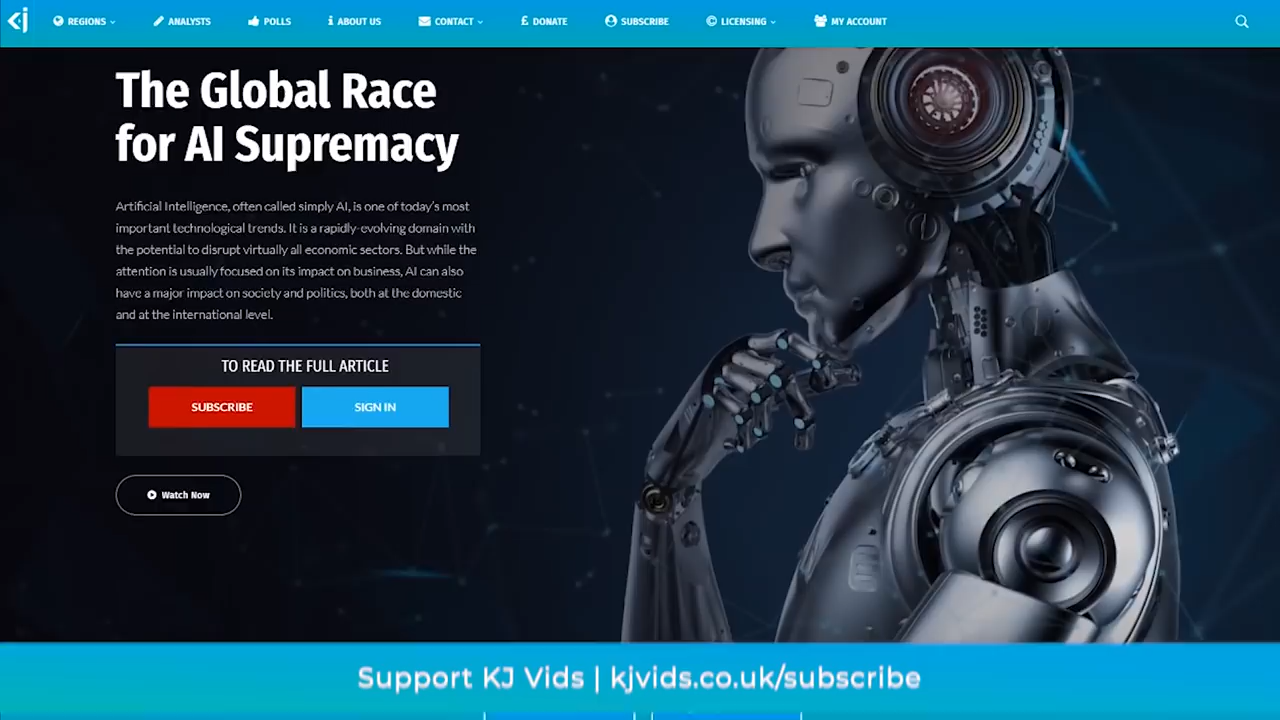 KJ
REGIONS
ANALYSTS
POLLS
ABOUT US
CONTACT
£ DONATE
SUBSCRIBE
© LICENSING
MY ACCOUNT
The Global Race
for AI Supremacy
Artificial Intelligence, often called simply AI, is one of today's most
important technological trends. It is a rapidly-evolving domain with
the potential to disrupt virtually all economic sectors. But while the
attention is usually focused on its impact on business, AI can also
have a major impact on society and politics, both at the domestic
and at the international level.
TO READ THE FULL ARTICLE
SUBSCRIBE
SIGN IN
Watch Now
Support KJ Vids | kjvids.co.uk/subscribe